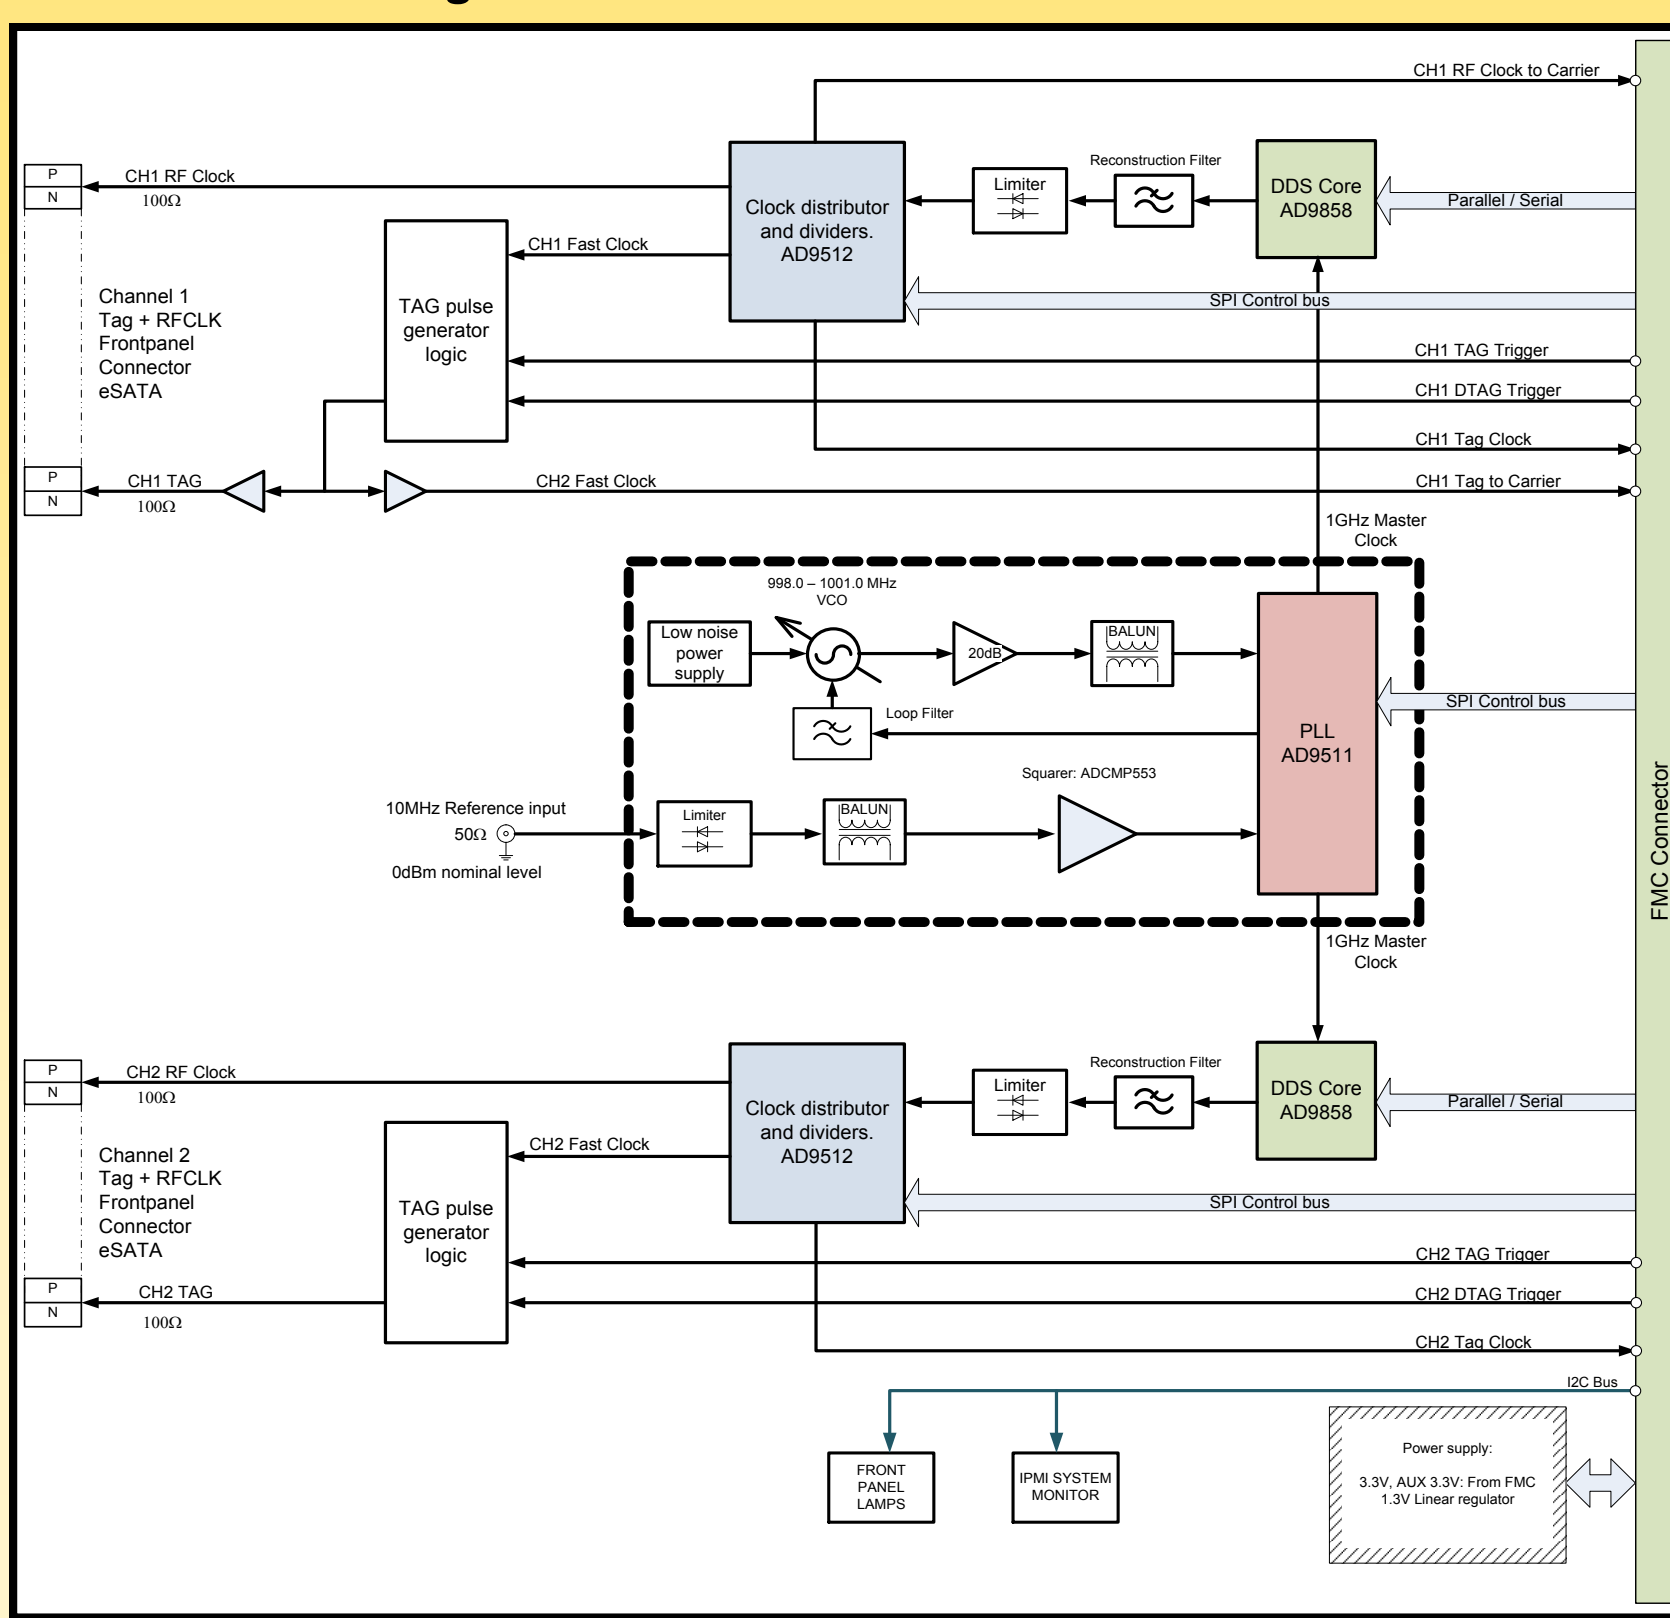 CH1 RF Clock to Carrier
P
N
CH1 RF Clock
100Ω
Clock distributor
and dividers.
AD9512
Limiter
Reconstruction Filter
DDS Core
AD9858
Parallel / Serial
CH1 Fast Clock
TAG pulse
generator
logic
SPI Control bus
Channel 1
Tag + RFCLK
Frontpanel
Connector
eSATA
CH1 TAG Trigger
CH1 DTAG Trigger
CH1 Tag Clock
P
N
CH1 TAG
100Ω
CH2 Fast Clock
CH1 Tag to Carrier
1GHz Master
Clock
998.0 – 1001.0 MHz
VCO
Low noise
power
supply
20dB
BALUN
Loop Filter
PLL
AD9511
SPI Control bus
Squarer: ADCMP553
10MHz Reference input
50Ω
0dBm nominal level
Limiter
BALUN
FMC Connector
1GHz Master
Clock
P
N
CH2 RF Clock
100Ω
Clock distributor
and dividers.
AD9512
Limiter
Reconstruction Filter
DDS Core
AD9858
Parallel / Serial
CH2 Fast Clock
TAG pulse
generator
logic
SPI Control bus
Channel 2
Tag + RFCLK
Frontpanel
Connector
eSATA
CH2 TAG Trigger
P
N
CH2 TAG
100Ω
CH2 DTAG Trigger
CH2 Tag Clock
I2C Bus
FRONT
PANEL
LAMPS
IPMI SYSTEM
MONITOR
Power supply:
3.3V, AUX 3.3V: From FMC
1.3V Linear regulator